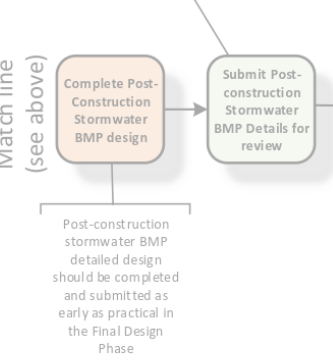 Match line
(see above)
Complete Post-
Construction
Stormwater
BMP design
Submit Post-
construction
Stormwater
BMP Details for
review
Post-construction
stormwater BMP
detailed design
should be completed
and submitted as
early as practical in
the Final Design
Phase